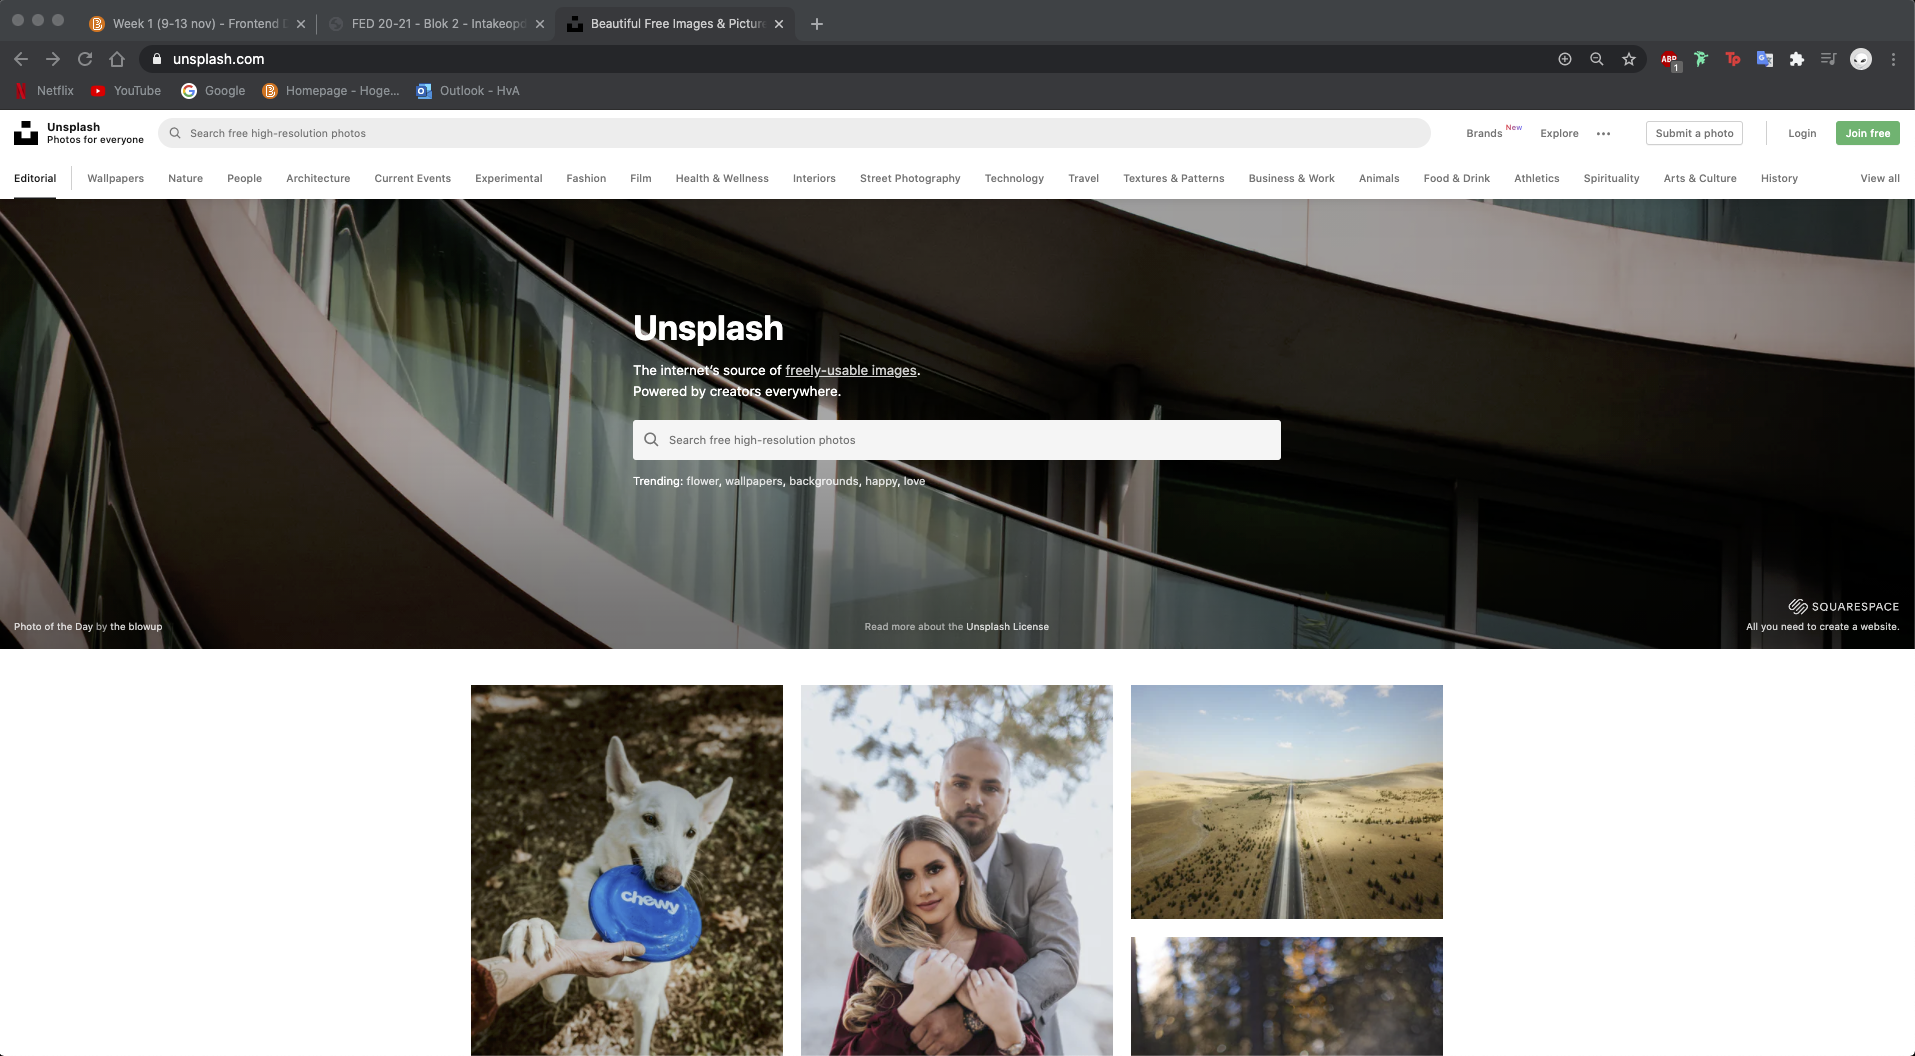 Week 1 (9-13 nov) - Frontend D
FED 20-21 - Blok 2 - Intakeopd
Beautiful Free Images & Picture
unsplash.com
ABP
1
Tp
Netflix
YouTube
Google
Homepage - Hoge...
Outlook - HvA
Unsplash
Photos for everyone
Search free high-resolution photos
Brands New
Explore
Submit a photo
Login
Join free
Editorial
Wallpapers
Nature
People
Architecture
Current Events
Experimental
Fashion
Film
Health & Wellness
Interiors
Street Photography
Technology
Travel
Textures & Patterns
Business & Work
Animals
Food & Drink
Athletics
Spirituality
Arts & Culture
History
View all
Unsplash
The internet's source of freely-usable images.
Powered by creators everywhere.
Search free high-resolution photos
Trending: flower, wallpapers, backgrounds, happy, love
Photo of the Day by the blowup
Read more about the Unsplash License
SQUARESPACE
All you need to create a website.
chewy